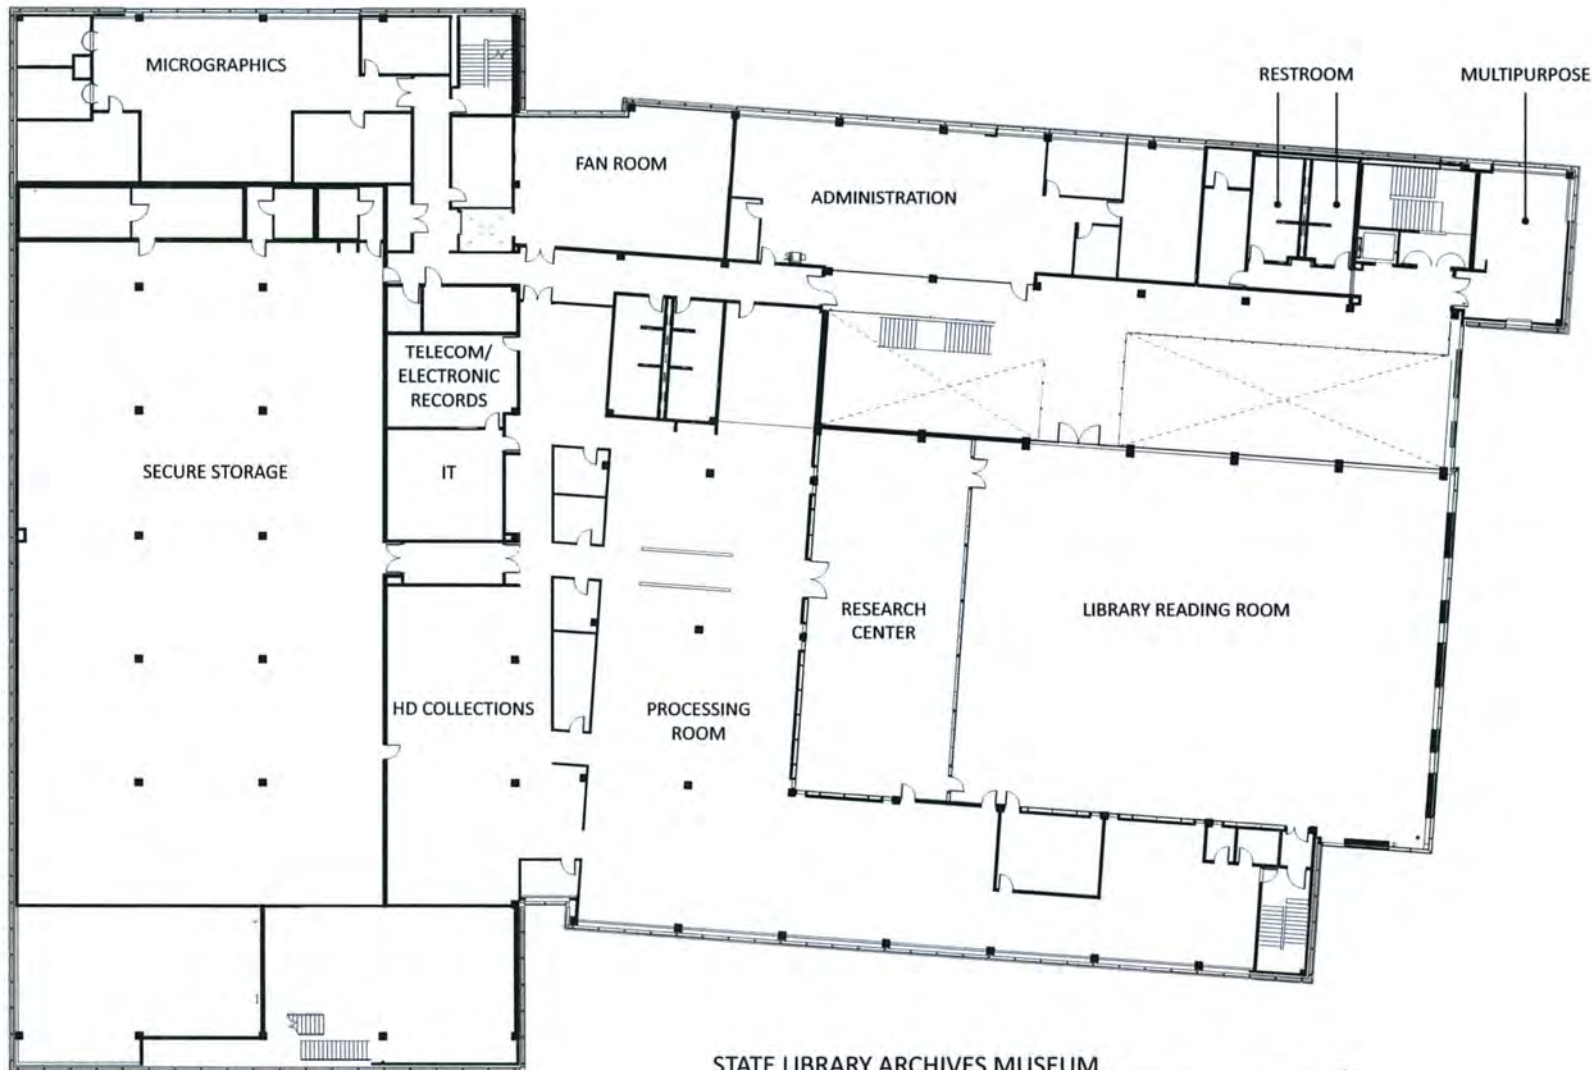 MICROGRAPHICS
RESTROOM
MULTIPURPOSE
FAN ROOM
ADMINISTRATION
TELECOM/
ELECTRONIC
RECORDS
SECURE STORAGE
IT
RESEARCH
CENTER
LIBRARY READING ROOM
HD COLLECTIONS
PROCESSING
ROOM
STATE LIBRARY ARCHIVES MUSEUM